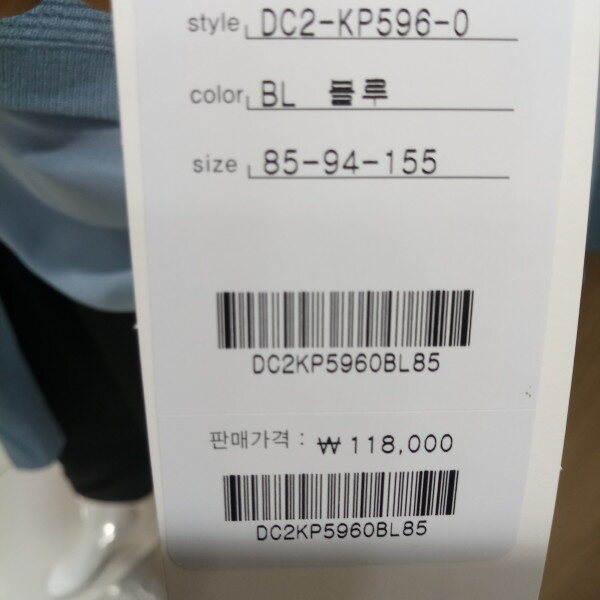 style DC2-KP596-0
color BL 블루
size 85-94-155
DC2KP5960BL85
판매가격 : ₩ 118,000
DC2KP5960BL85